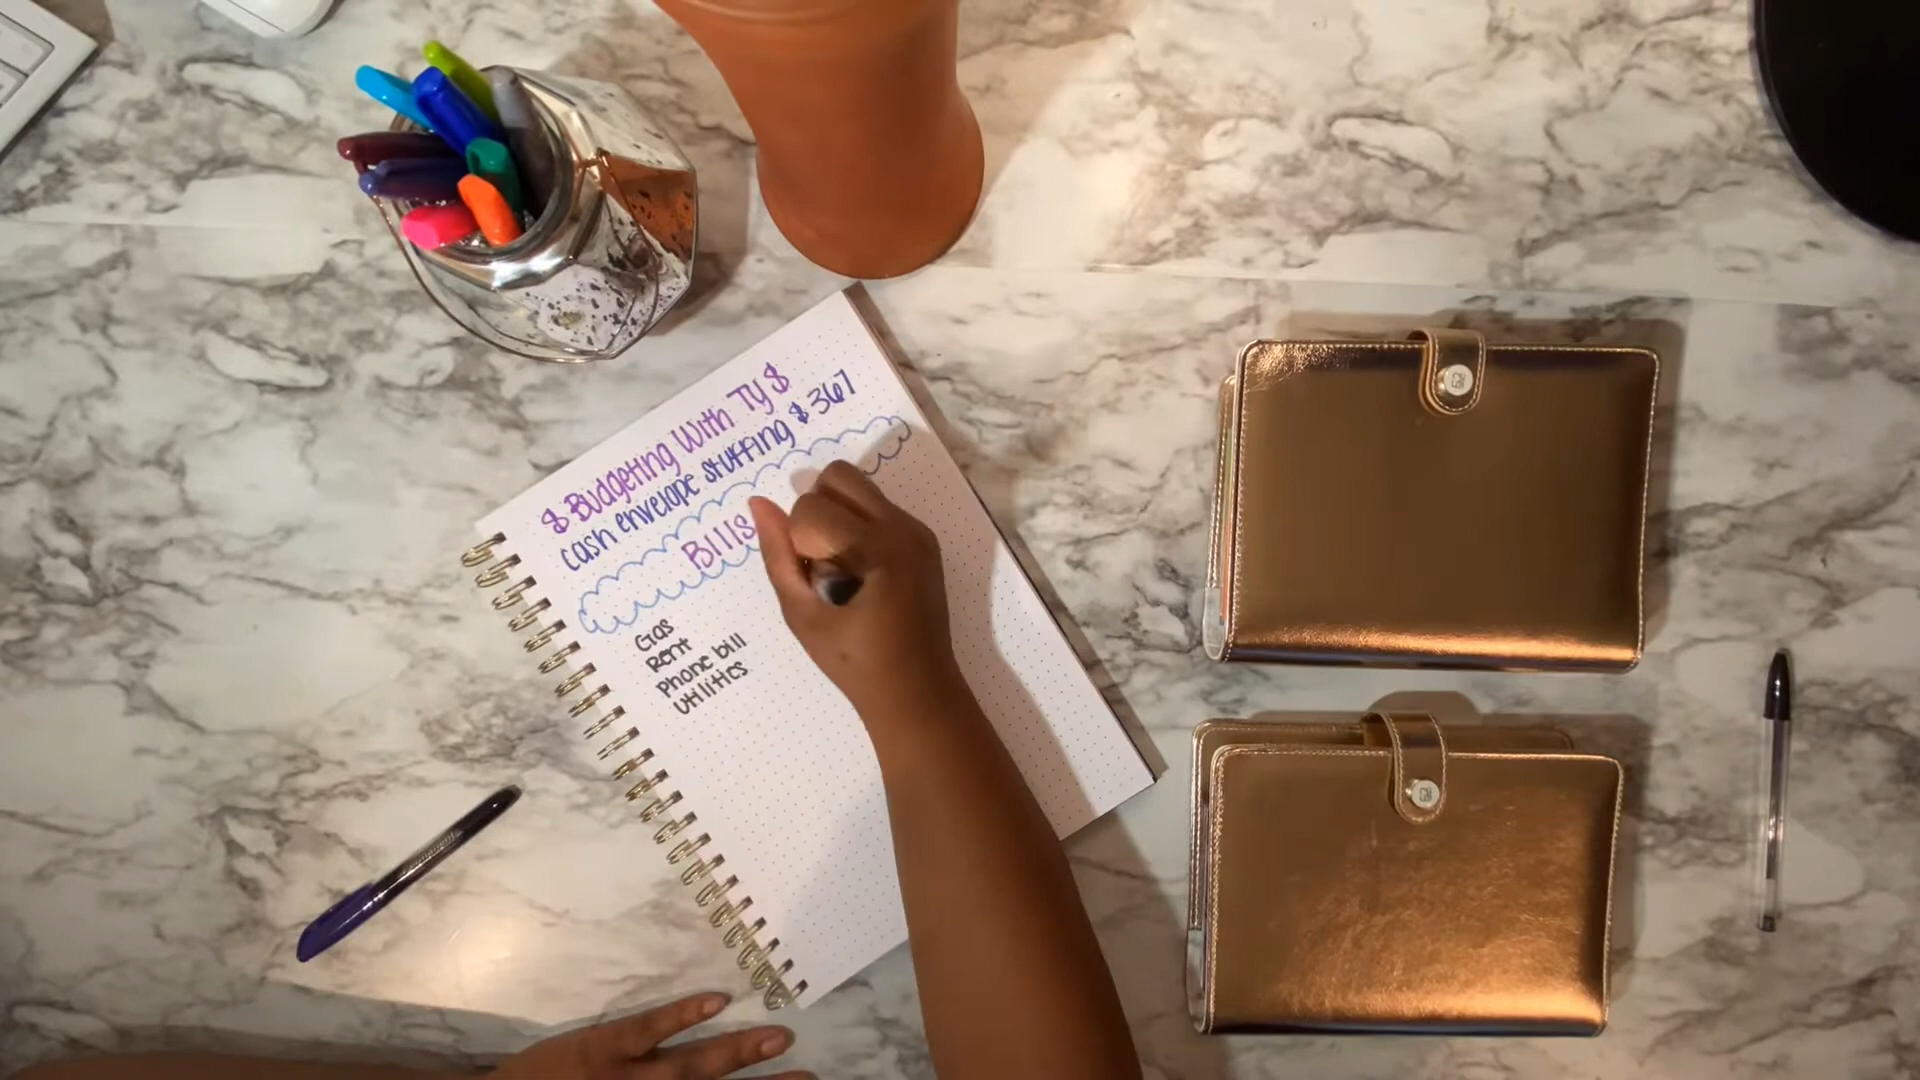 $ Budgeting With Ty $
cash envelope stuffing $ 367
Bills
Gas
Rent
Phone bill
Utilities